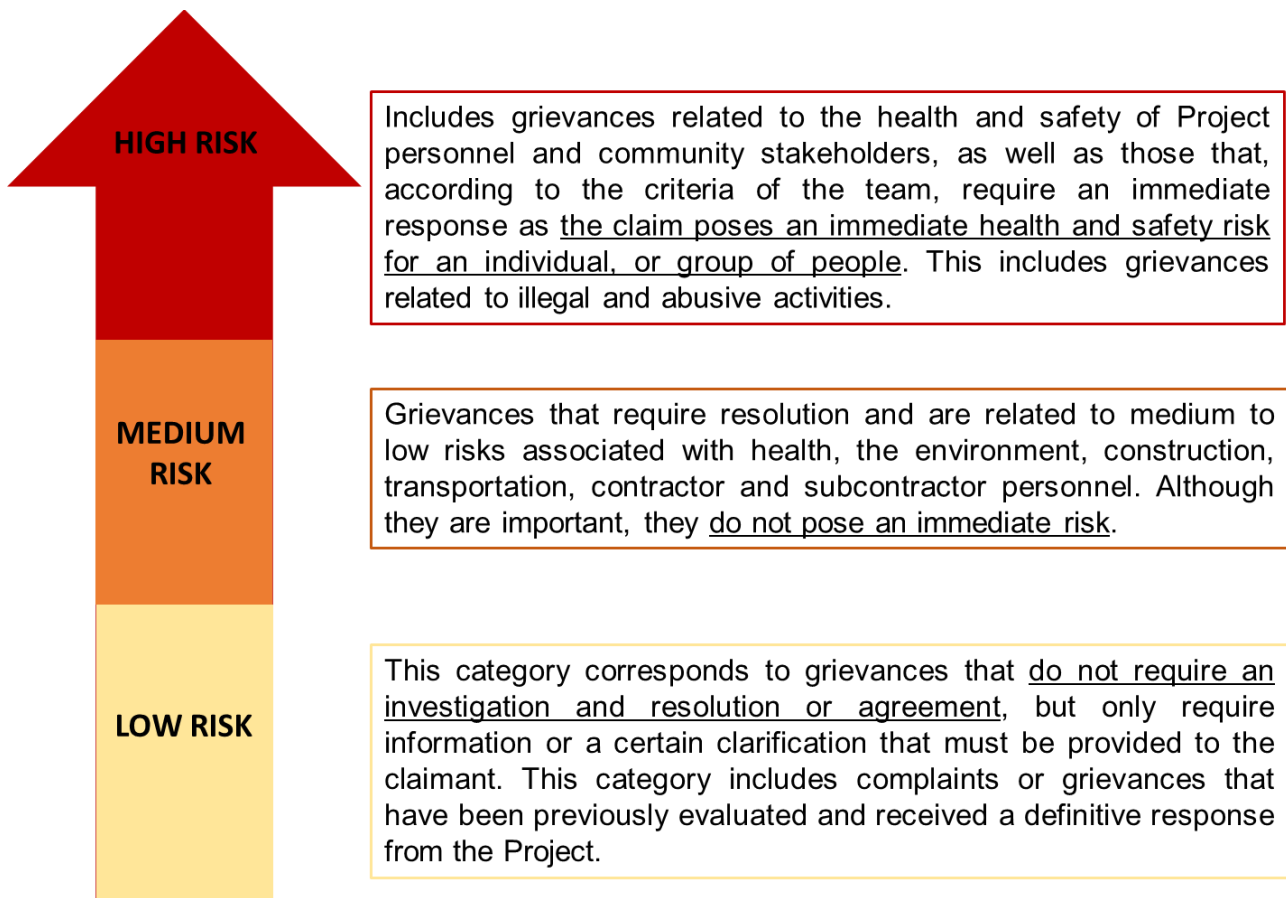 HIGH RISK
Includes grievances related to the health and safety of Project
personnel and community stakeholders, as well as those that,
according to the criteria of the team, require an immediate
response as the claim poses an immediate health and safety risk
for an individual, or group of people. This includes grievances
related to illegal and abusive activities.
MEDIUM
RISK
Grievances that require resolution and are related to medium to
low risks associated with health, the environment, construction,
transportation, contractor and subcontractor personnel. Although
they are important, they do not pose an immediate risk.
LOW RISK
This category corresponds to grievances that do not require an
investigation and resolution or agreement, but only require
information or a certain clarification that must be provided to the
claimant. This category includes complaints or grievances that
have been previously evaluated and received a definitive response
from the Project.